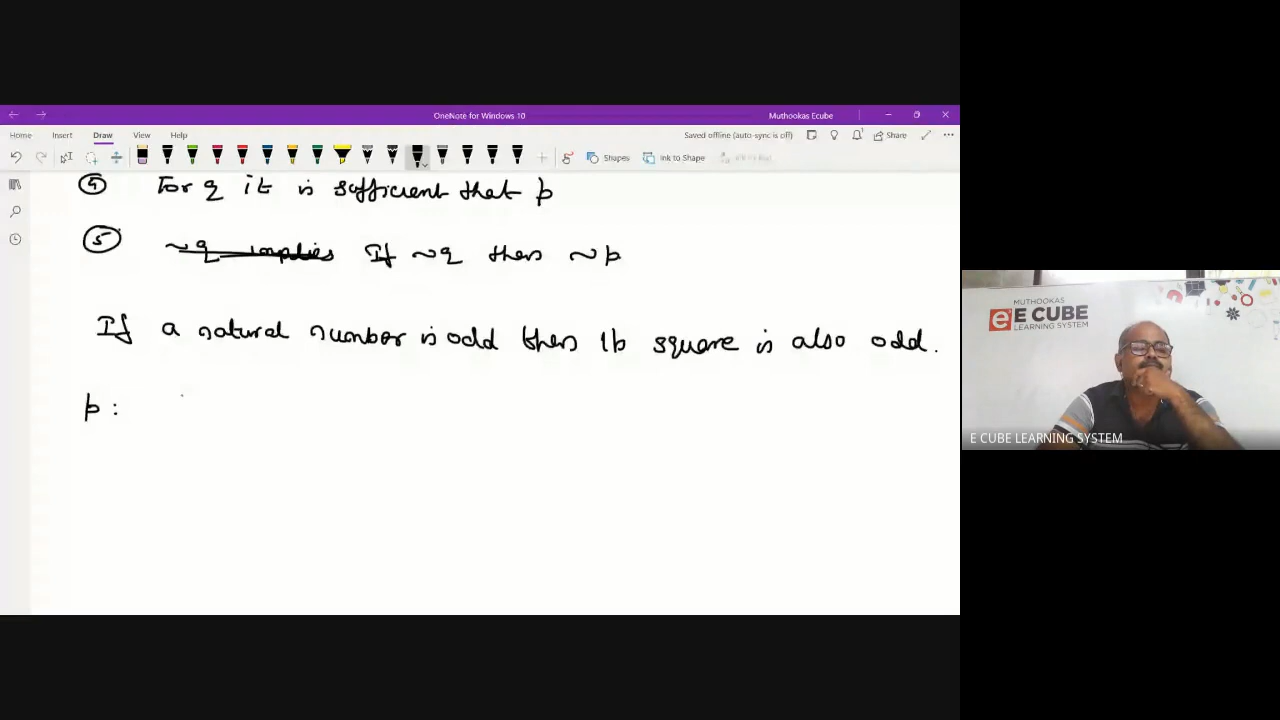 OneNote for Windows 10
Muthookas Ecube
Home Insert Draw View Help
Saved offline (auto-sync is off)
Share
Shapes
Ink to Shape
④ For q it is sufficient that p
⑤ ~q implies If ~q then ~p
If a natural number is odd then its square is also odd.
p :
MUTHOOKAS
e E CUBE
LEARNING SYSTEM
E CUBE LEARNING SYSTEM